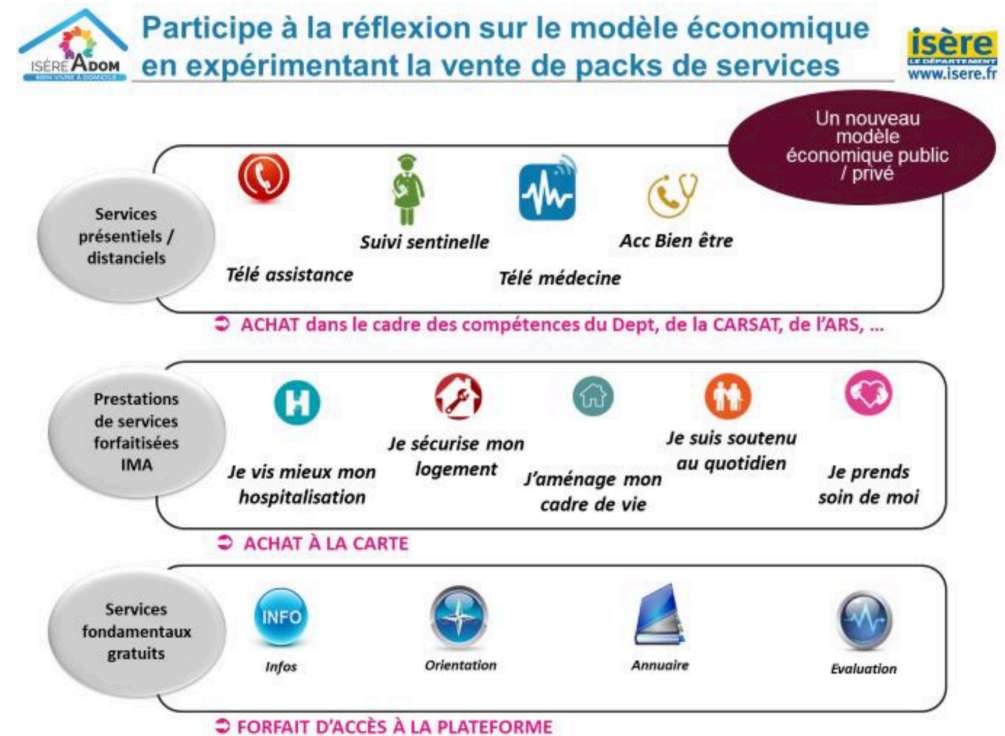 Participe à la réflexion sur le modèle économique
en expérimentant la vente de packs de services
ISÈRE ADOM
BIEN VIVRE À DOMICILE
isère
LE DÉPARTEMENT
www.isere.fr
Un nouveau
modèle
économique public
/ privé
Services
présentiels /
distanciels
Télé assistance
Suivi sentinelle
Télé médecine
Acc Bien être
ACHAT dans le cadre des compétences du Dept, de la CARSAT, de l'ARS, ...
Prestations
de services
forfaitisées
IMA
H
Je vis mieux mon
hospitalisation
Je sécurise mon
logement
J'aménage mon
cadre de vie
Je suis soutenu
au quotidien
Je prends
soin de moi
ACHAT À LA CARTE
Services
fondamentaux
gratuits
INFO
Infos
Orientation
Annuaire
Evaluation
FORFAIT D'ACCÈS À LA PLATEFORME